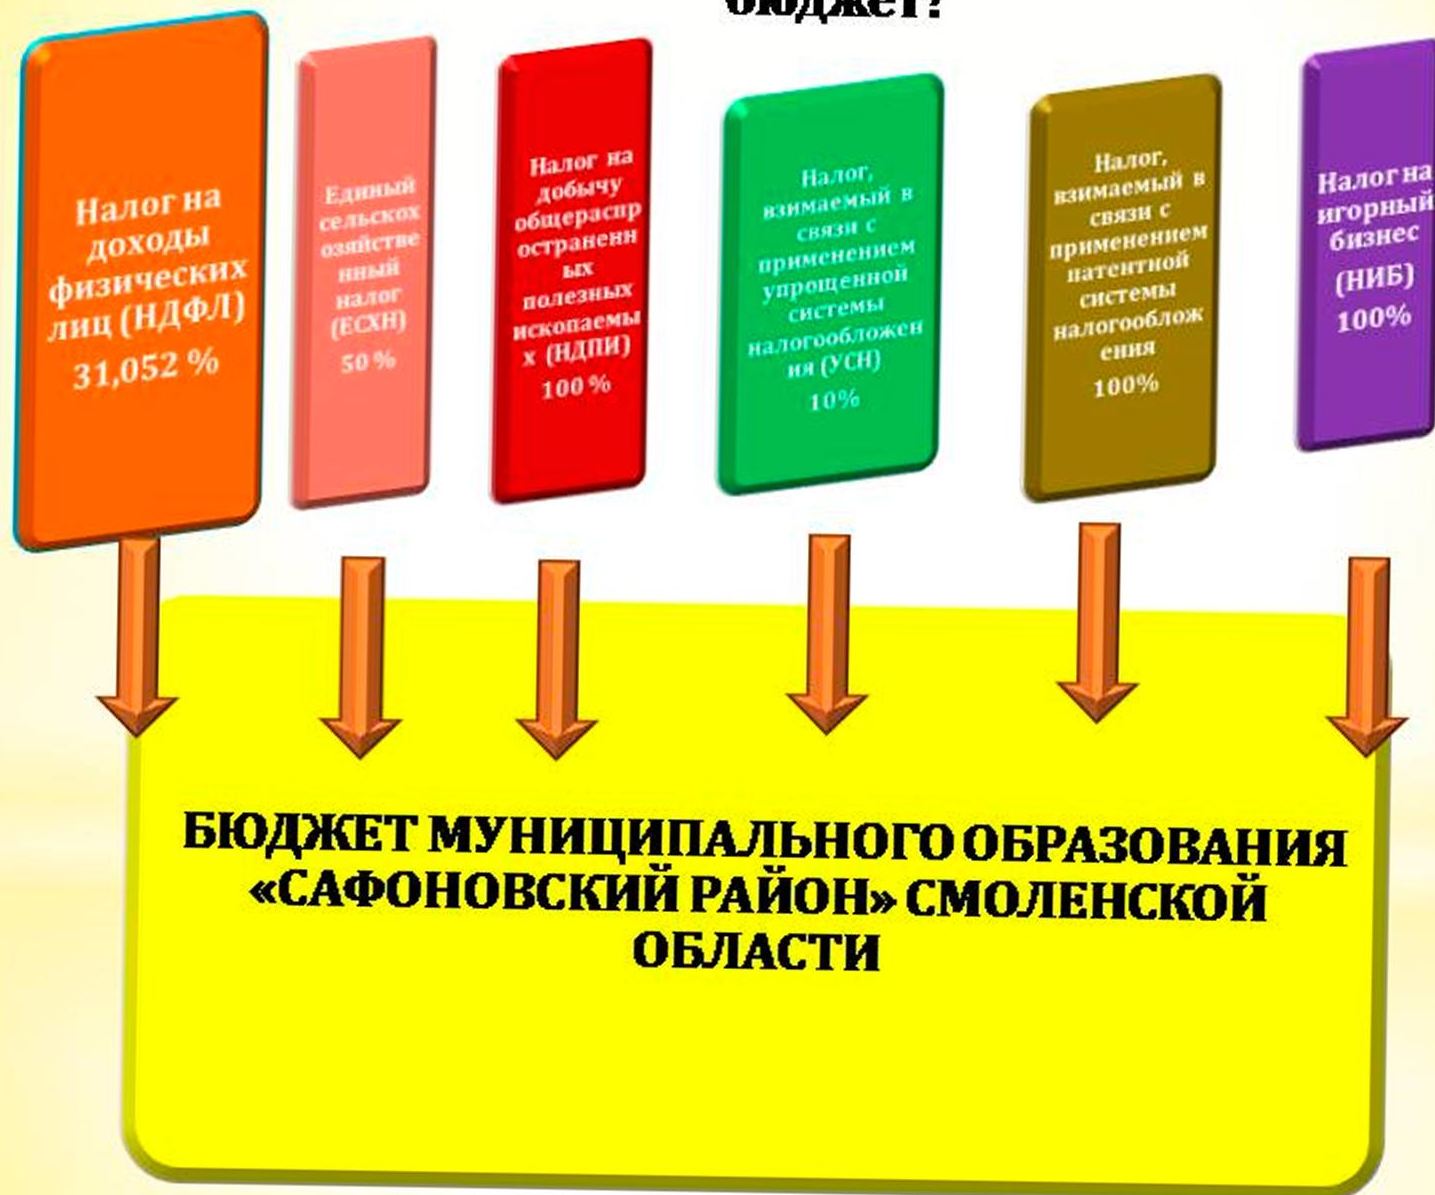 бюджет?
Налог на
доходы
физических
лиц (НДФЛ)
31,052 %
Единый
сельскох
озяйстве
нный
налог
(ЕСХН)
50 %
Налог на
добычу
общераспр
остраненн
ых
полезных
ископаемы
х (НДПИ)
100 %
Налог,
взимаемый в
связи с
применением
упрощенной
системы
налогообложен
ия (УСН)
10%
Налог,
взимаемый в
связи с
применением
патентной
системы
налогооблож
ения
100%
Налог на
игорный
бизнес
(НИБ)
100%
БЮДЖЕТ МУНИЦИПАЛЬНОГО ОБРАЗОВАНИЯ
«САФОНОВСКИЙ РАЙОН» СМОЛЕНСКОЙ
ОБЛАСТИ